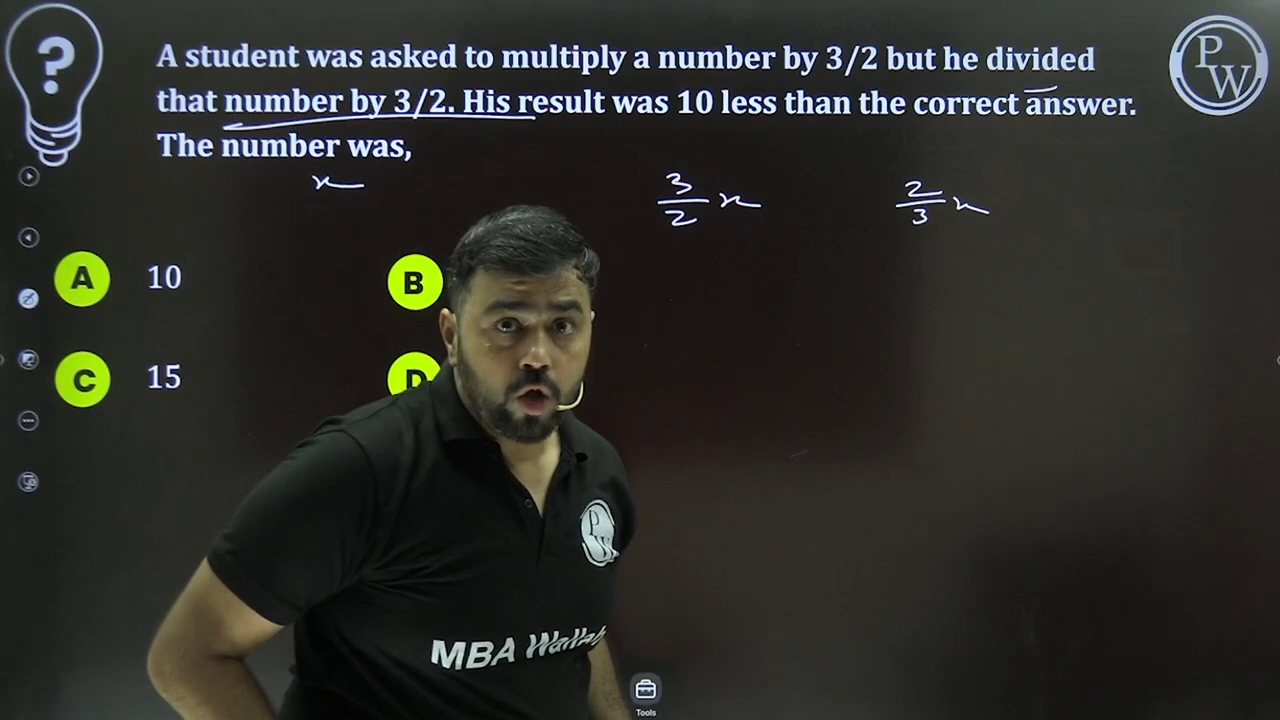 A student was asked to multiply a number by 3/2 but he divided
that number by 3/2. His result was 10 less than the correct answer.
The number was,
x
3/2 x
2/3 x
A 10
B
C 15
D
PW
PW
MBA Wallah
Tools